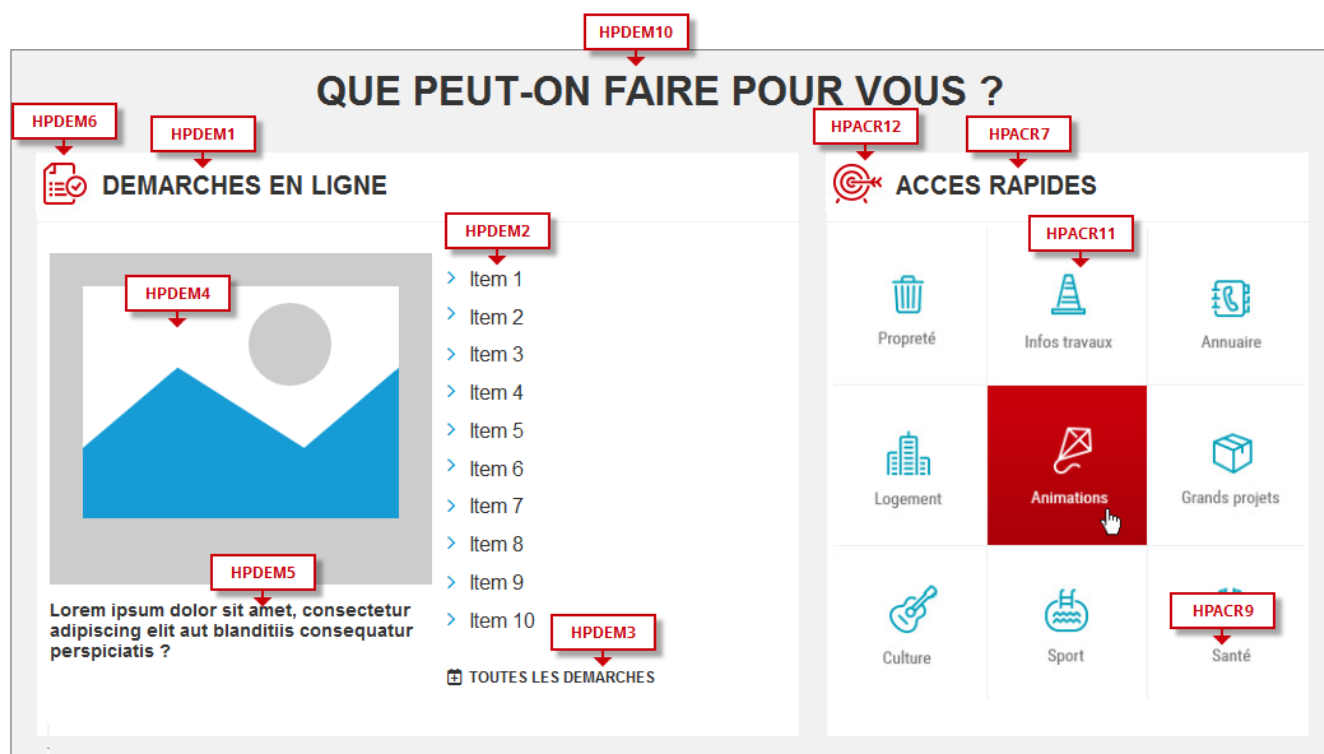 HPDEM10
QUE PEUT-ON FAIRE POUR VOUS ?
HPDEM6
HPDEM1
DEMARCHES EN LIGNE
HPDEM4
HPDEM5
Lorem ipsum dolor sit amet, consectetur
adipiscing elit aut blanditiis consequatur
perspiciatis ?
HPDEM2
Item 1
Item 2
Item 3
Item 4
Item 5
Item 6
Item 7
Item 8
Item 9
Item 10
HPDEM3
TOUTES LES DEMARCHES
HPACR12
HPACR7
ACCES RAPIDES
HPACR11
Propreté
Infos travaux
Annuaire
Logement
Animations
Grands projets
HPACR9
Culture
Sport
Santé